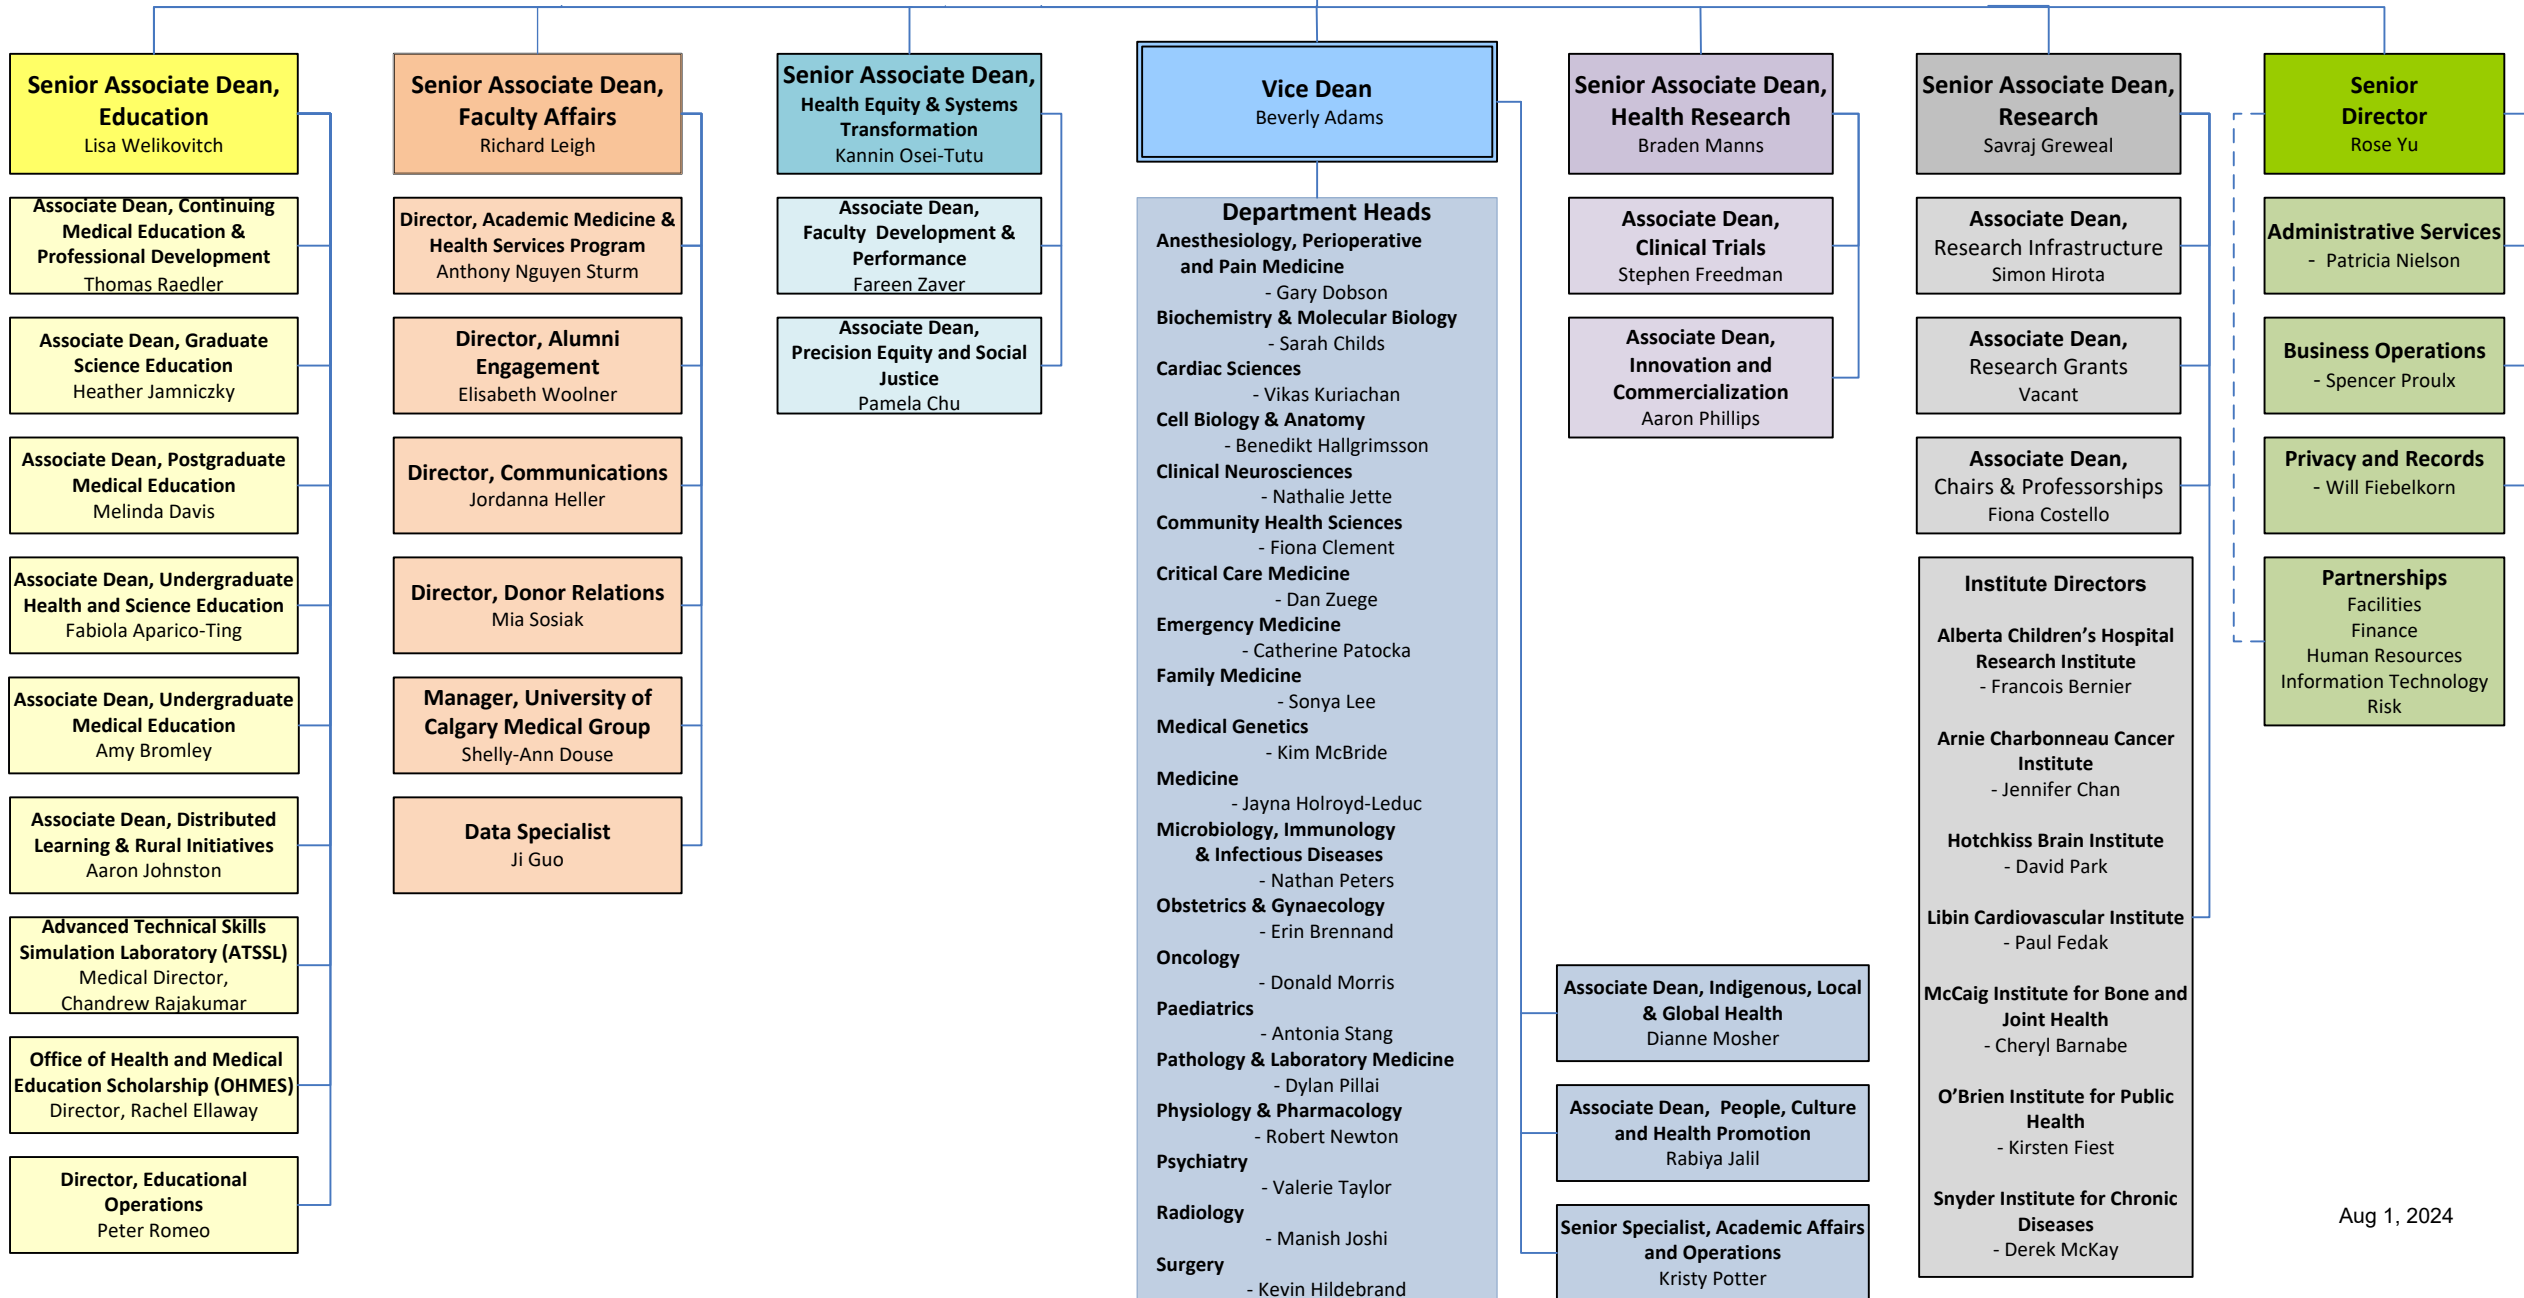 Senior Associate Dean,
Education
Lisa Welikovitch
Associate Dean, Continuing
Medical Education &
Professional Development
Thomas Raedler
Associate Dean, Graduate
Science Education
Heather Jamniczky
Associate Dean, Postgraduate
Medical Education
Melinda Davis
Associate Dean, Undergraduate
Health and Science Education
Fabiola Aparico-Ting
Associate Dean, Undergraduate
Medical Education
Amy Bromley
Associate Dean, Distributed
Learning & Rural Initiatives
Aaron Johnston
Advanced Technical Skills
Simulation Laboratory (ATSSL)
Medical Director,
Chandrew Rajakumar
Office of Health and Medical
Education Scholarship (OHMES)
Director, Rachel Ellaway
Director, Educational
Operations
Peter Romeo
Senior Associate Dean,
Faculty Affairs
Richard Leigh
Director, Academic Medicine &
Health Services Program
Anthony Nguyen Sturm
Director, Alumni
Engagement
Elisabeth Woolner
Director, Communications
Jordanna Heller
Director, Donor Relations
Mia Sosiak
Manager, University of
Calgary Medical Group
Shelly-Ann Douse
Data Specialist
Ji Guo
Senior Associate Dean,
Health Equity & Systems
Transformation
Kannin Osei-Tutu
Associate Dean,
Faculty Development &
Performance
Fareen Zaver
Associate Dean,
Precision Equity and Social
Justice
Pamela Chu
Vice Dean
Beverly Adams
Department Heads
Anesthesiology, Perioperative
and Pain Medicine
- Gary Dobson
Biochemistry & Molecular Biology
- Sarah Childs
Cardiac Sciences
- Vikas Kuriachan
Cell Biology & Anatomy
- Benedikt Hallgrimsson
Clinical Neurosciences
- Nathalie Jette
Community Health Sciences
- Fiona Clement
Critical Care Medicine
- Dan Zuege
Emergency Medicine
- Catherine Patocka
Family Medicine
- Sonya Lee
Medical Genetics
- Kim McBride
Medicine
- Jayna Holroyd-Leduc
Microbiology, Immunology
& Infectious Diseases
- Nathan Peters
Obstetrics & Gynaecology
- Erin Brennand
Oncology
- Donald Morris
Paediatrics
- Antonia Stang
Pathology & Laboratory Medicine
- Dylan Pillai
Physiology & Pharmacology
- Robert Newton
Psychiatry
- Valerie Taylor
Radiology
- Manish Joshi
Surgery
- Kevin Hildebrand
Associate Dean, Indigenous, Local
& Global Health
Dianne Mosher
Associate Dean, People, Culture
and Health Promotion
Rabiya Jalil
Senior Specialist, Academic Affairs
and Operations
Kristy Potter
Senior Associate Dean,
Health Research
Braden Manns
Associate Dean,
Clinical Trials
Stephen Freedman
Associate Dean,
Innovation and
Commercialization
Aaron Phillips
Senior Associate Dean,
Research
Savraj Greweal
Associate Dean,
Research Infrastructure
Simon Hirota
Associate Dean,
Research Grants
Vacant
Associate Dean,
Chairs & Professorships
Fiona Costello
Institute Directors
Alberta Children's Hospital
Research Institute
- Francois Bernier
Arnie Charbonneau Cancer
Institute
- Jennifer Chan
Hotchkiss Brain Institute
- David Park
Libin Cardiovascular Institute
- Paul Fedak
McCaig Institute for Bone and
Joint Health
- Cheryl Barnabe
O’Brien Institute for Public
Health
- Kirsten Fiest
Snyder Institute for Chronic
Diseases
- Derek McKay
Senior
Director
Rose Yu
Administrative Services
- Patricia Nielson
Business Operations
- Spencer Proulx
Privacy and Records
- Will Fiebelkorn
Partnerships
Facilities
Finance
Human Resources
Information Technology
Risk
Aug 1, 2024